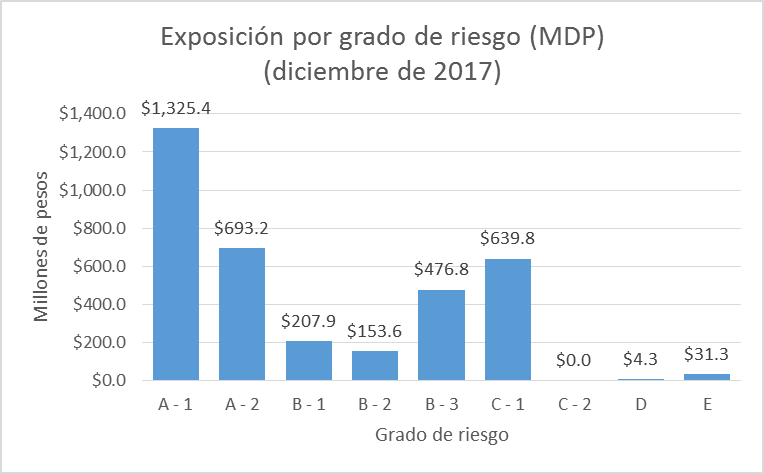 Exposición por grado de riesgo (MDP)
(diciembre de 2017)
Millones de pesos
$1,400.0
$1,200.0
$1,000.0
$800.0
$600.0
$400.0
$200.0
$0.0
$1,325.4
$693.2
$207.9
$153.6
$476.8
$639.8
$0.0
$4.3
$31.3
A - 1
A - 2
B - 1
B - 2
B - 3
C - 1
C - 2
D
E
Grado de riesgo